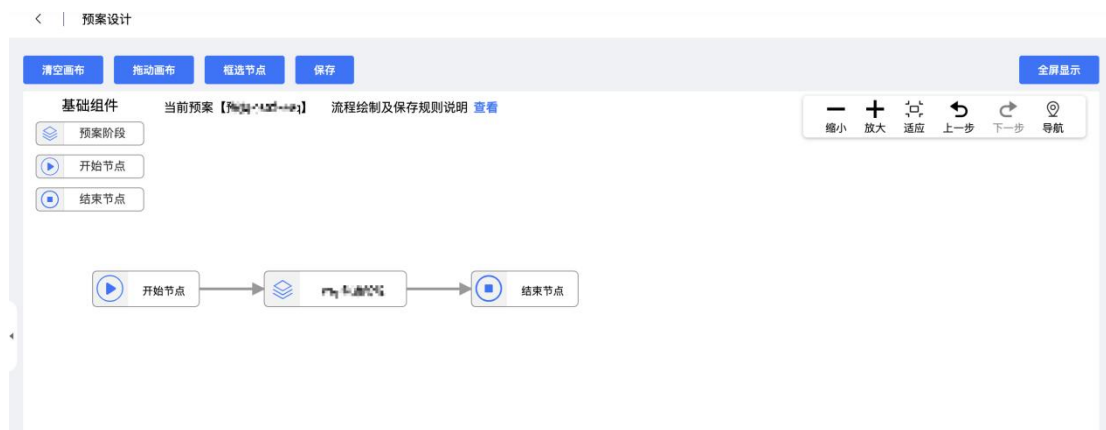 预案设计
清空画布 拖动画布 框选节点 保存 全屏显示
基础组件 当前预案【】 流程绘制及保存规则说明 查看
缩小 放大 适应 上一步 下一步 导航
预案阶段
开始节点
结束节点
开始节点 结束节点